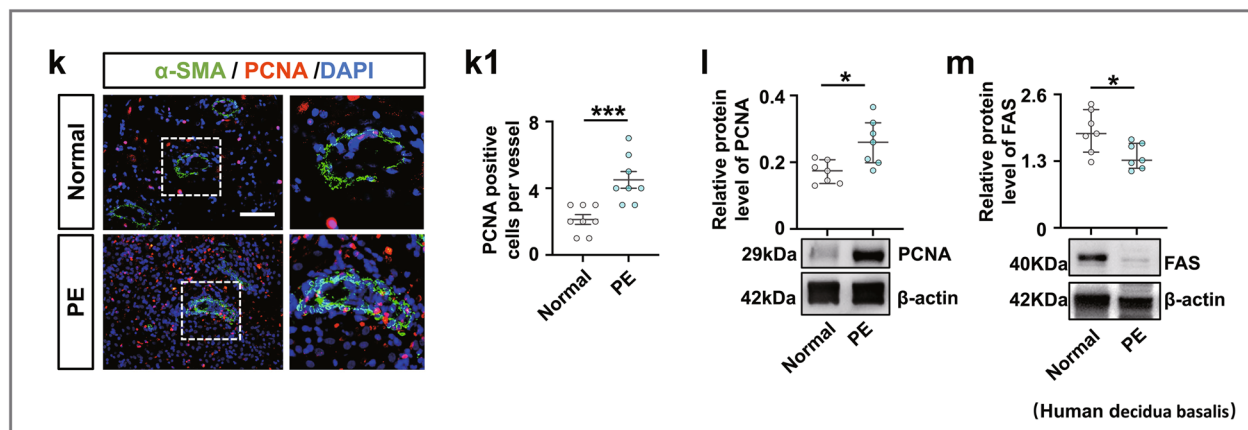 k
α-SMA / PCNA /DAPI
Normal
PE
k1
***
PCNA positive
cells per vessel
8
4
0
Normal
PE
l
*
Relative protein
level of PCNA
0.4
0.2
0
29kDa
PCNA
42kDa
β-actin
Normal
PE
m
*
Relative protein
level of FAS
2.6
1.3
0
40KDa
FAS
42KDa
β-actin
Normal
PE
(Human decidua basalis)